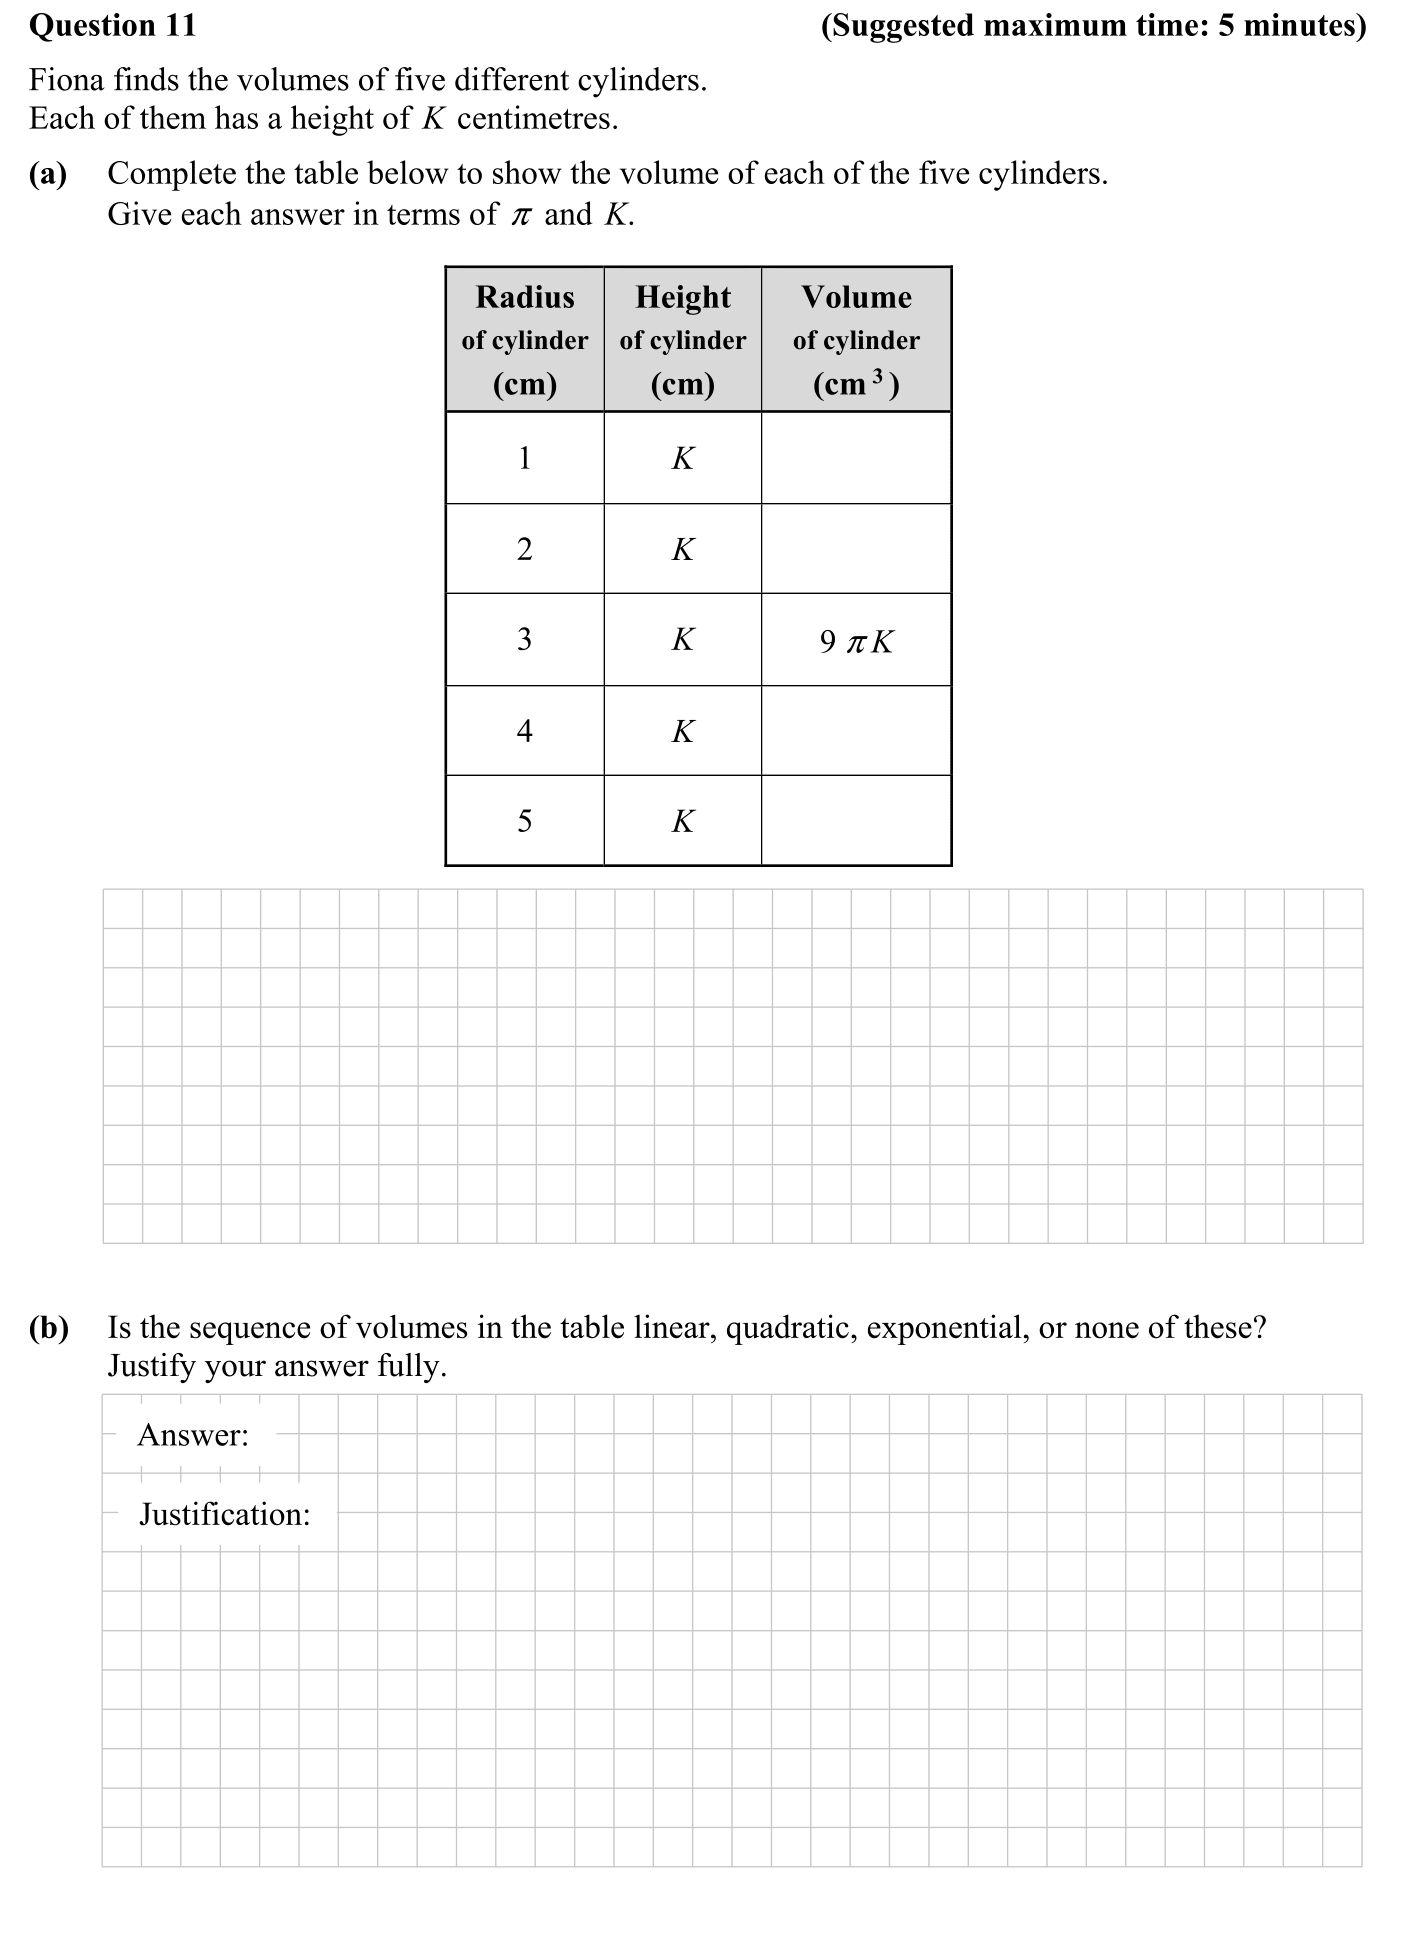 Question 11 (Suggested maximum time: 5 minutes)
Fiona finds the volumes of five different cylinders.
Each of them has a height of K centimetres.
(a) Complete the table below to show the volume of each of the five cylinders.
Give each answer in terms of π and K.
Radius Height Volume
of cylinder of cylinder of cylinder
(cm) (cm) (cm³)
1 K
2 K
3 K 9 π K
4 K
5 K
(b) Is the sequence of volumes in the table linear, quadratic, exponential, or none of these?
Justify your answer fully.
Answer:
Justification: